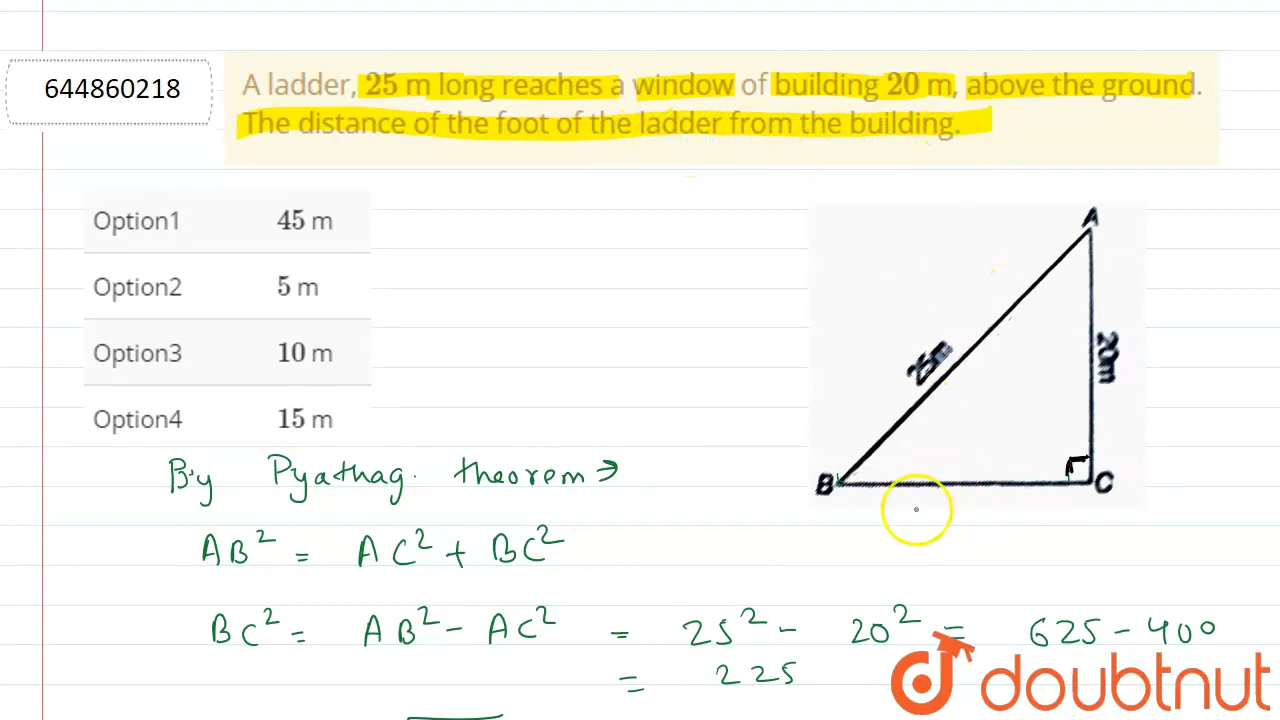 644860218
A ladder, 25 m long reaches a window of building 20 m, above the ground.
The distance of the foot of the ladder from the building.
Option1 45 m
Option2 5 m
Option3 10 m
Option4 15 m
A
20m
B
C
By Pyathag. theorem →
AB² = AC² + BC²
BC² = AB² - AC² = 25² - 20² = 625 - 400
= 225
doubtnut